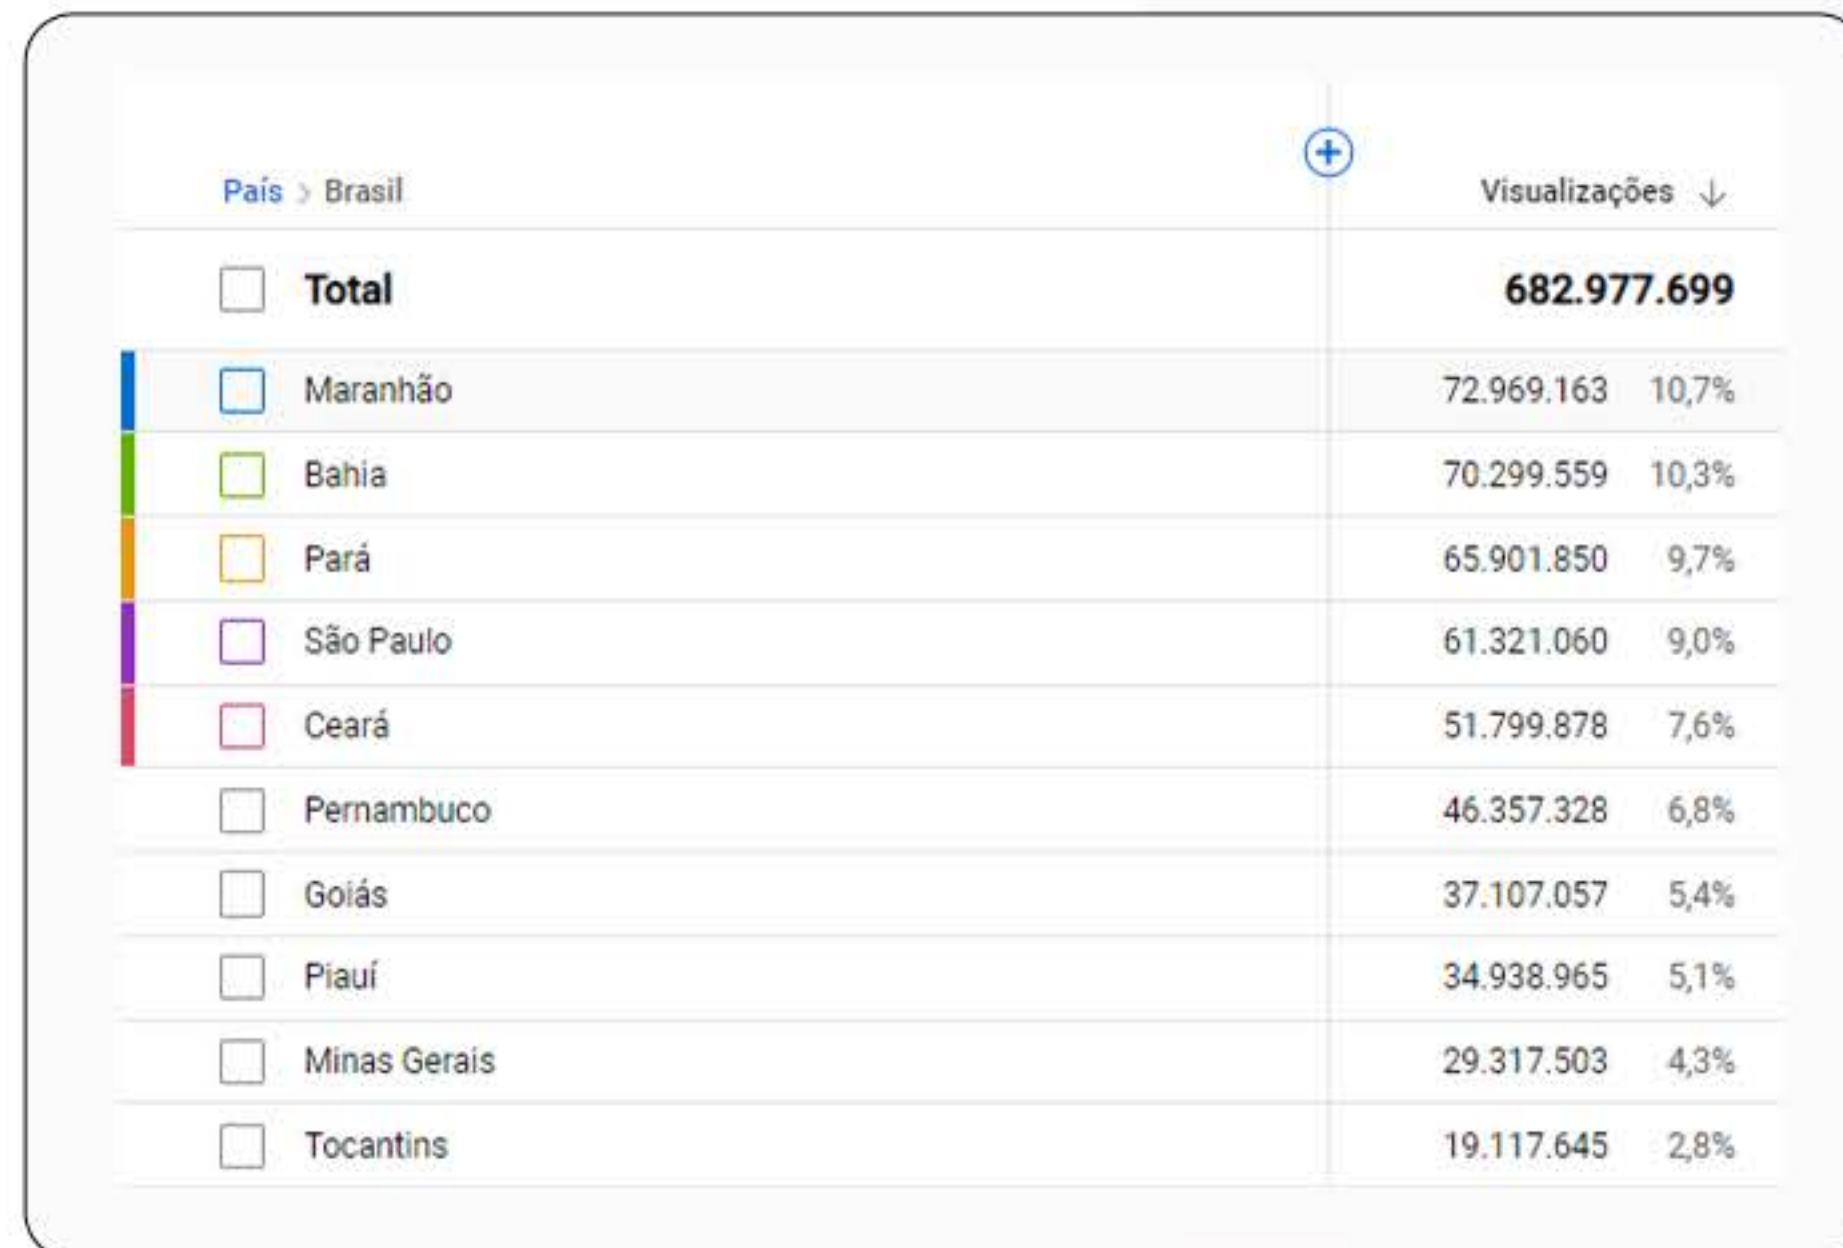 País > Brasil Visualizações ↓
Total 682.977.699
Maranhão 72.969.163 10,7%
Bahia 70.299.559 10,3%
Pará 65.901.850 9,7%
São Paulo 61.321.060 9,0%
Ceará 51.799.878 7,6%
Pernambuco 46.357.328 6,8%
Goiás 37.107.057 5,4%
Piauí 34.938.965 5,1%
Minas Gerais 29.317.503 4,3%
Tocantins 19.117.645 2,8%